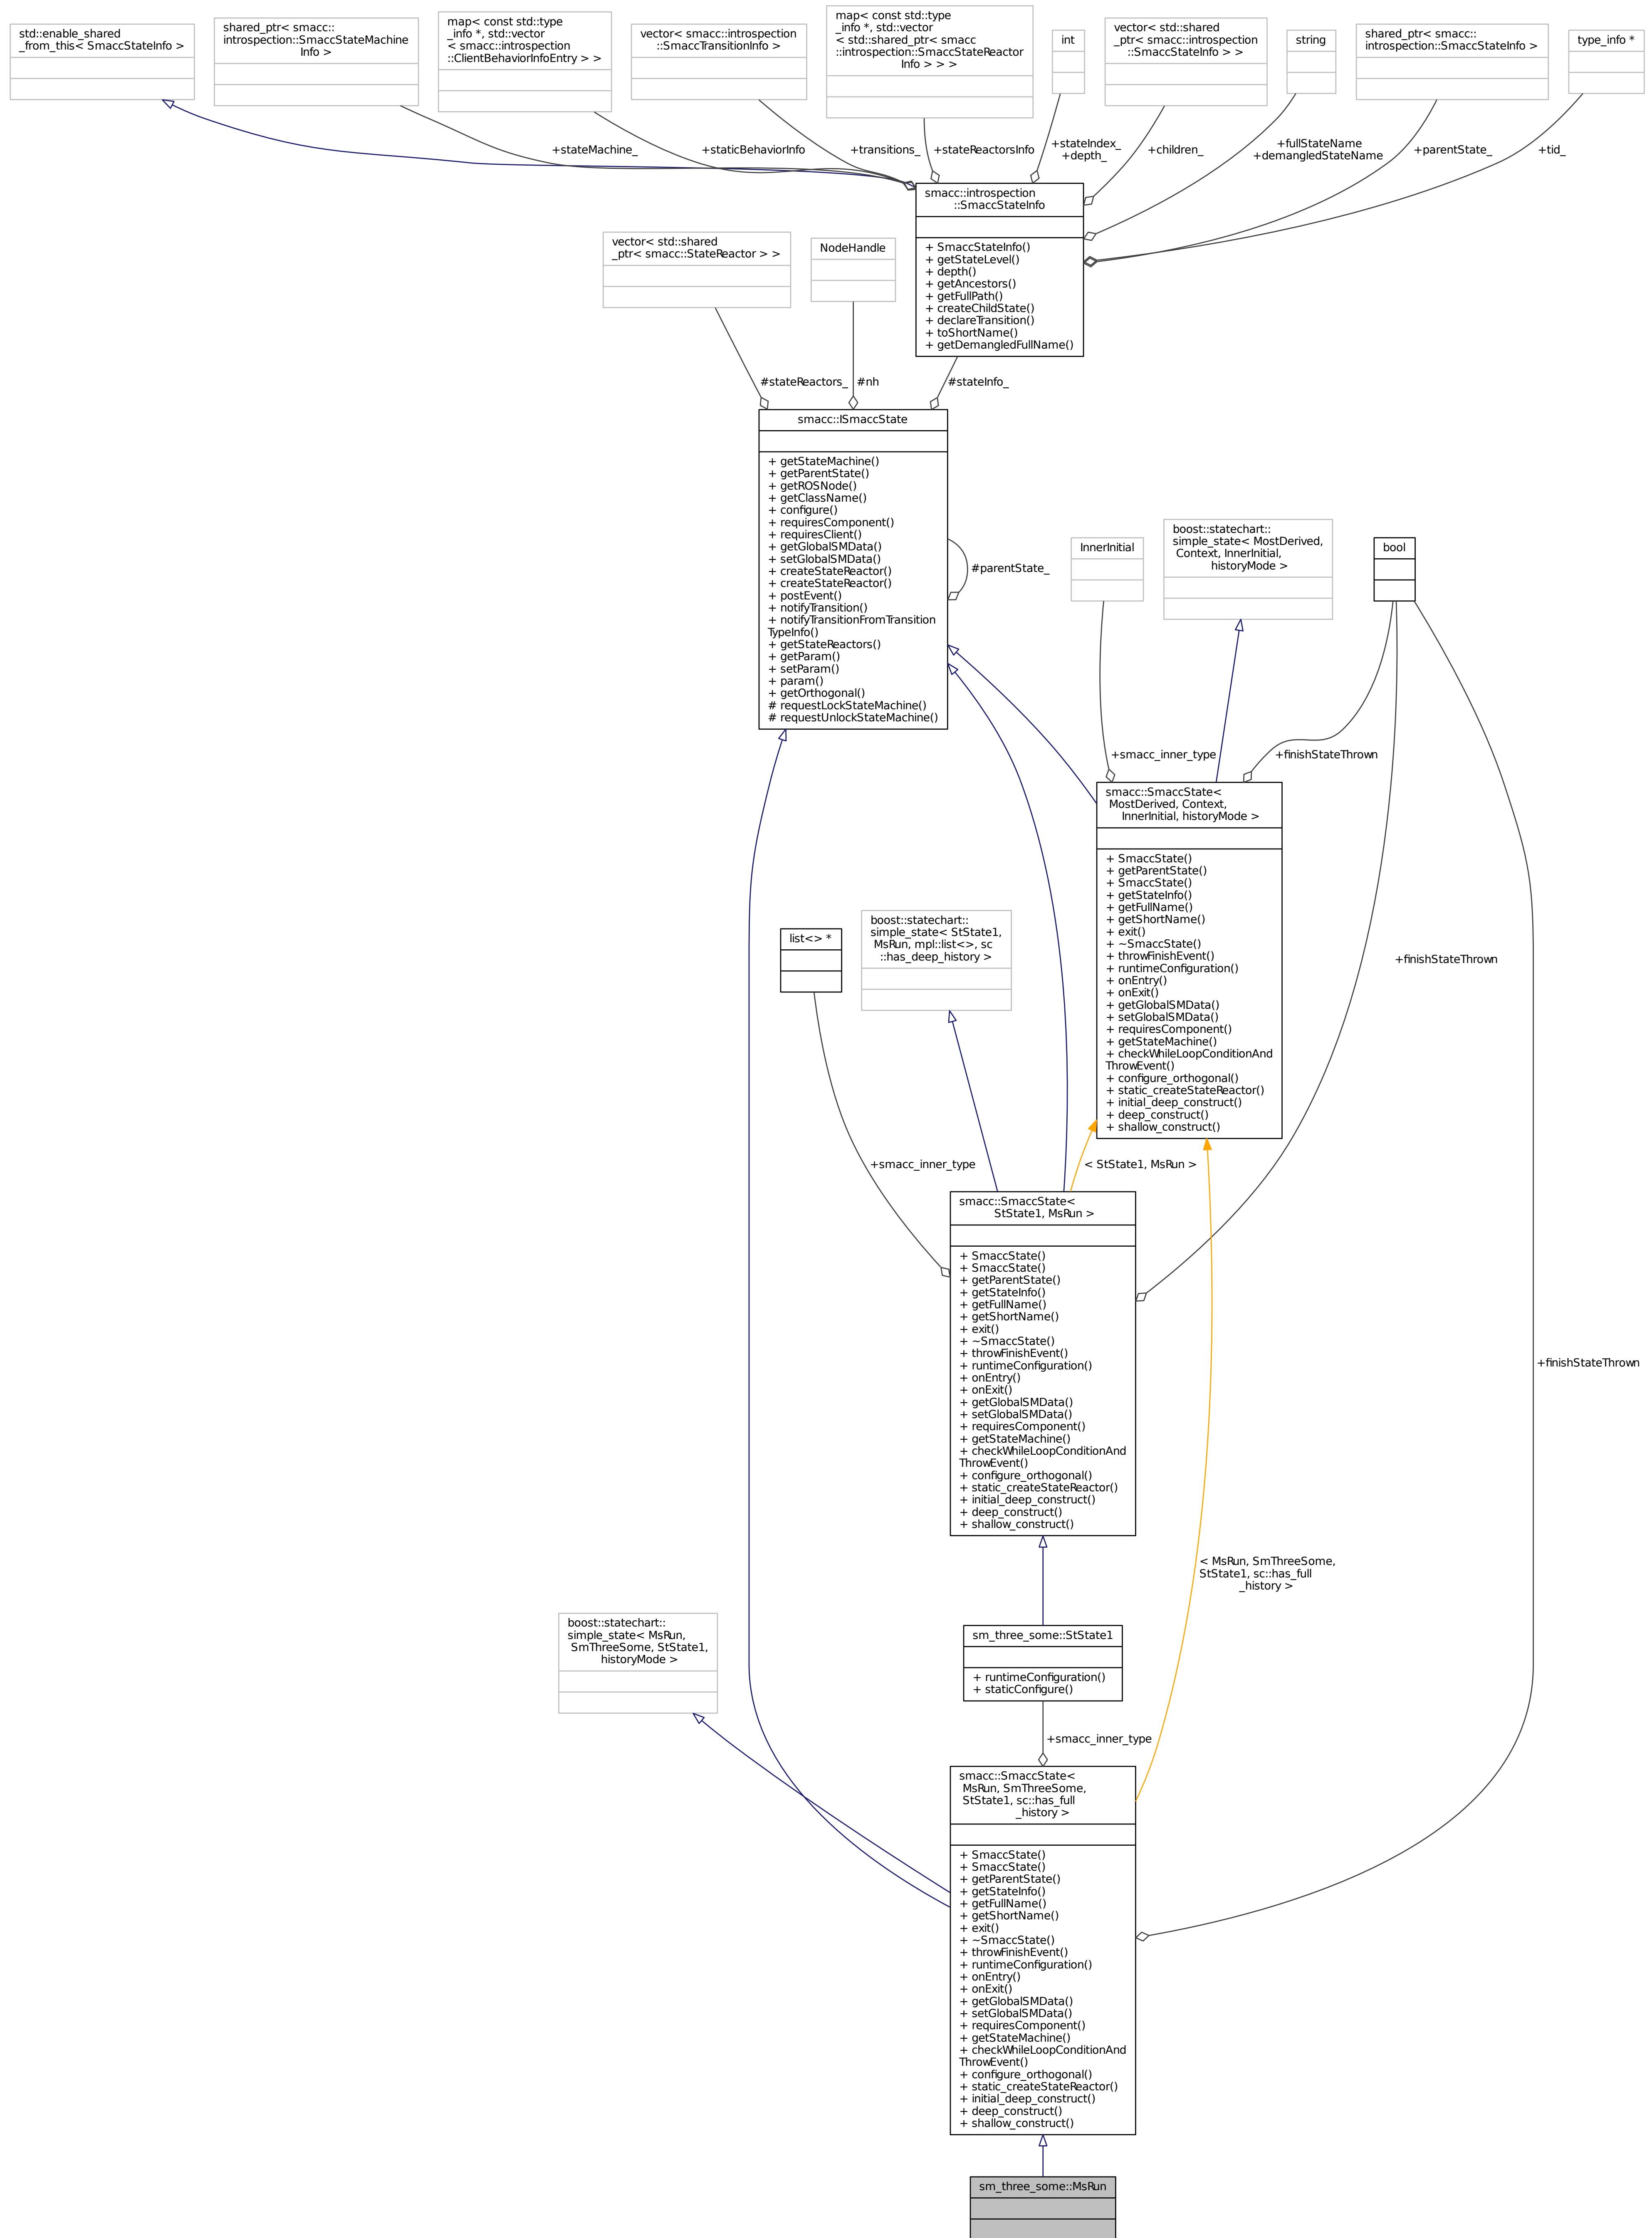 std::enable_shared
_from_this< SmaccStateInfo >
shared_ptr< smacc::
introspection::SmaccStateMachine
Info >
map< const std::type
_info *, std::vector
< smacc::introspection
::ClientBehaviorInfoEntry > >
vector< smacc::introspection
::SmaccTransitionInfo >
map< const std::type
_info *, std::vector
< std::shared_ptr< smacc
::introspection::SmaccStateReactor
Info > > >
int
vector< std::shared
_ptr< smacc::introspection
::SmaccStateInfo > >
string
shared_ptr< smacc::
introspection::SmaccStateInfo >
type_info *
+stateMachine_
+staticBehaviorInfo
+transitions_
+stateReactorsInfo
+stateIndex_
+depth_
+children_
+fullStateName
+demangledStateName
+parentState_
+tid_
smacc::introspection
::SmaccStateInfo
+ SmaccStateInfo()
+ getStateLevel()
+ depth()
+ getAncestors()
+ getFullPath()
+ createChildState()
+ declareTransition()
+ toShortName()
+ getDemangledFullName()
vector< std::shared
_ptr< smacc::StateReactor > >
NodeHandle
#stateReactors_
#nh
#stateInfo_
smacc::ISmaccState
+ getStateMachine()
+ getParentState()
+ getROSNode()
+ getClassName()
+ configure()
+ requiresComponent()
+ requiresClient()
+ getGlobalSMData()
+ setGlobalSMData()
+ createStateReactor()
+ createStateReactor()
+ postEvent()
+ notifyTransition()
+ notifyTransitionFromTransition
TypeInfo()
+ getStateReactors()
+ getParam()
+ setParam()
+ param()
+ getOrthogonal()
# requestLockStateMachine()
# requestUnlockStateMachine()
#parentState_
InnerInitial
boost::statechart::
simple_state< MostDerived,
Context, InnerInitial,
historyMode >
bool
+smacc_inner_type
+finishStateThrown
smacc::SmaccState<
MostDerived, Context,
InnerInitial, historyMode >
+ SmaccState()
+ getParentState()
+ SmaccState()
+ getStateInfo()
+ getFullName()
+ getShortName()
+ exit()
+ ~SmaccState()
+ throwFinishEvent()
+ runtimeConfiguration()
+ onEntry()
+ onExit()
+ getGlobalSMData()
+ setGlobalSMData()
+ requiresComponent()
+ getStateMachine()
+ checkWhileLoopConditionAnd
ThrowEvent()
+ configure_orthogonal()
+ static_createStateReactor()
+ initial_deep_construct()
+ deep_construct()
+ shallow_construct()
list<> *
boost::statechart::
simple_state< StState1,
MsRun, mpl::list<>, sc
::has_deep_history >
+finishStateThrown
+smacc_inner_type
< StState1, MsRun >
smacc::SmaccState<
StState1, MsRun >
+ SmaccState()
+ SmaccState()
+ getParentState()
+ getStateInfo()
+ getFullName()
+ getShortName()
+ exit()
+ ~SmaccState()
+ throwFinishEvent()
+ runtimeConfiguration()
+ onEntry()
+ onExit()
+ getGlobalSMData()
+ setGlobalSMData()
+ requiresComponent()
+ getStateMachine()
+ checkWhileLoopConditionAnd
ThrowEvent()
+ configure_orthogonal()
+ static_createStateReactor()
+ initial_deep_construct()
+ deep_construct()
+ shallow_construct()
+finishStateThrown
< MsRun, SmThreeSome,
StState1, sc::has_full
_history >
boost::statechart::
simple_state< MsRun,
SmThreeSome, StState1,
historyMode >
sm_three_some::StState1
+ runtimeConfiguration()
+ staticConfigure()
+smacc_inner_type
smacc::SmaccState<
MsRun, SmThreeSome,
StState1, sc::has_full
_history >
+ SmaccState()
+ SmaccState()
+ getParentState()
+ getStateInfo()
+ getFullName()
+ getShortName()
+ exit()
+ ~SmaccState()
+ throwFinishEvent()
+ runtimeConfiguration()
+ onEntry()
+ onExit()
+ getGlobalSMData()
+ setGlobalSMData()
+ requiresComponent()
+ getStateMachine()
+ checkWhileLoopConditionAnd
ThrowEvent()
+ configure_orthogonal()
+ static_createStateReactor()
+ initial_deep_construct()
+ deep_construct()
+ shallow_construct()
sm_three_some::MsRun